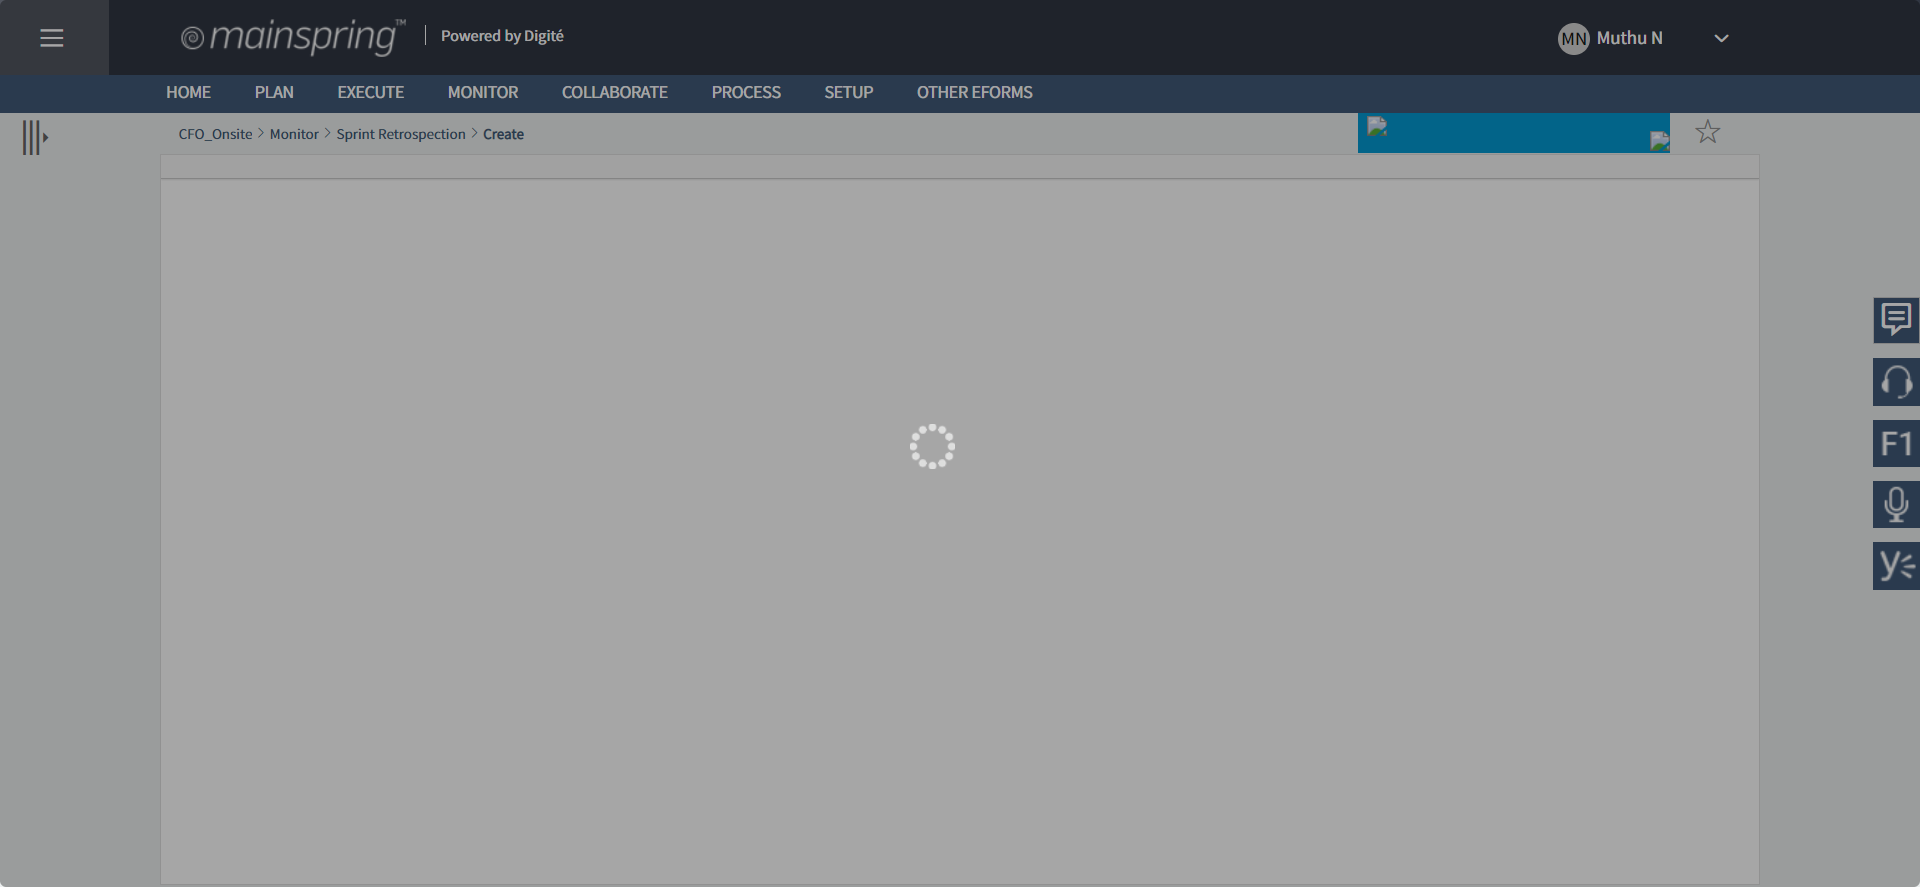 mainspring™ Powered by Digité
MN Muthu N
HOME PLAN EXECUTE MONITOR COLLABORATE PROCESS SETUP OTHER EFORMS
CFO_Onsite > Monitor > Sprint Retrospection > Create
F1